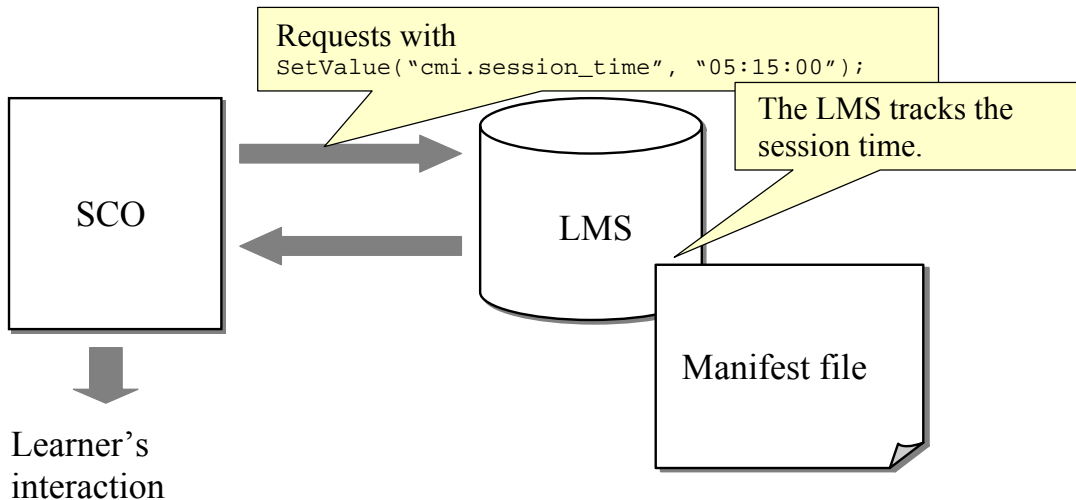 Requests with
SetValue(“cmi.session_time”, “05:15:00”);
The LMS tracks the
session time.
SCO
LMS
Manifest file
Learner’s
interaction